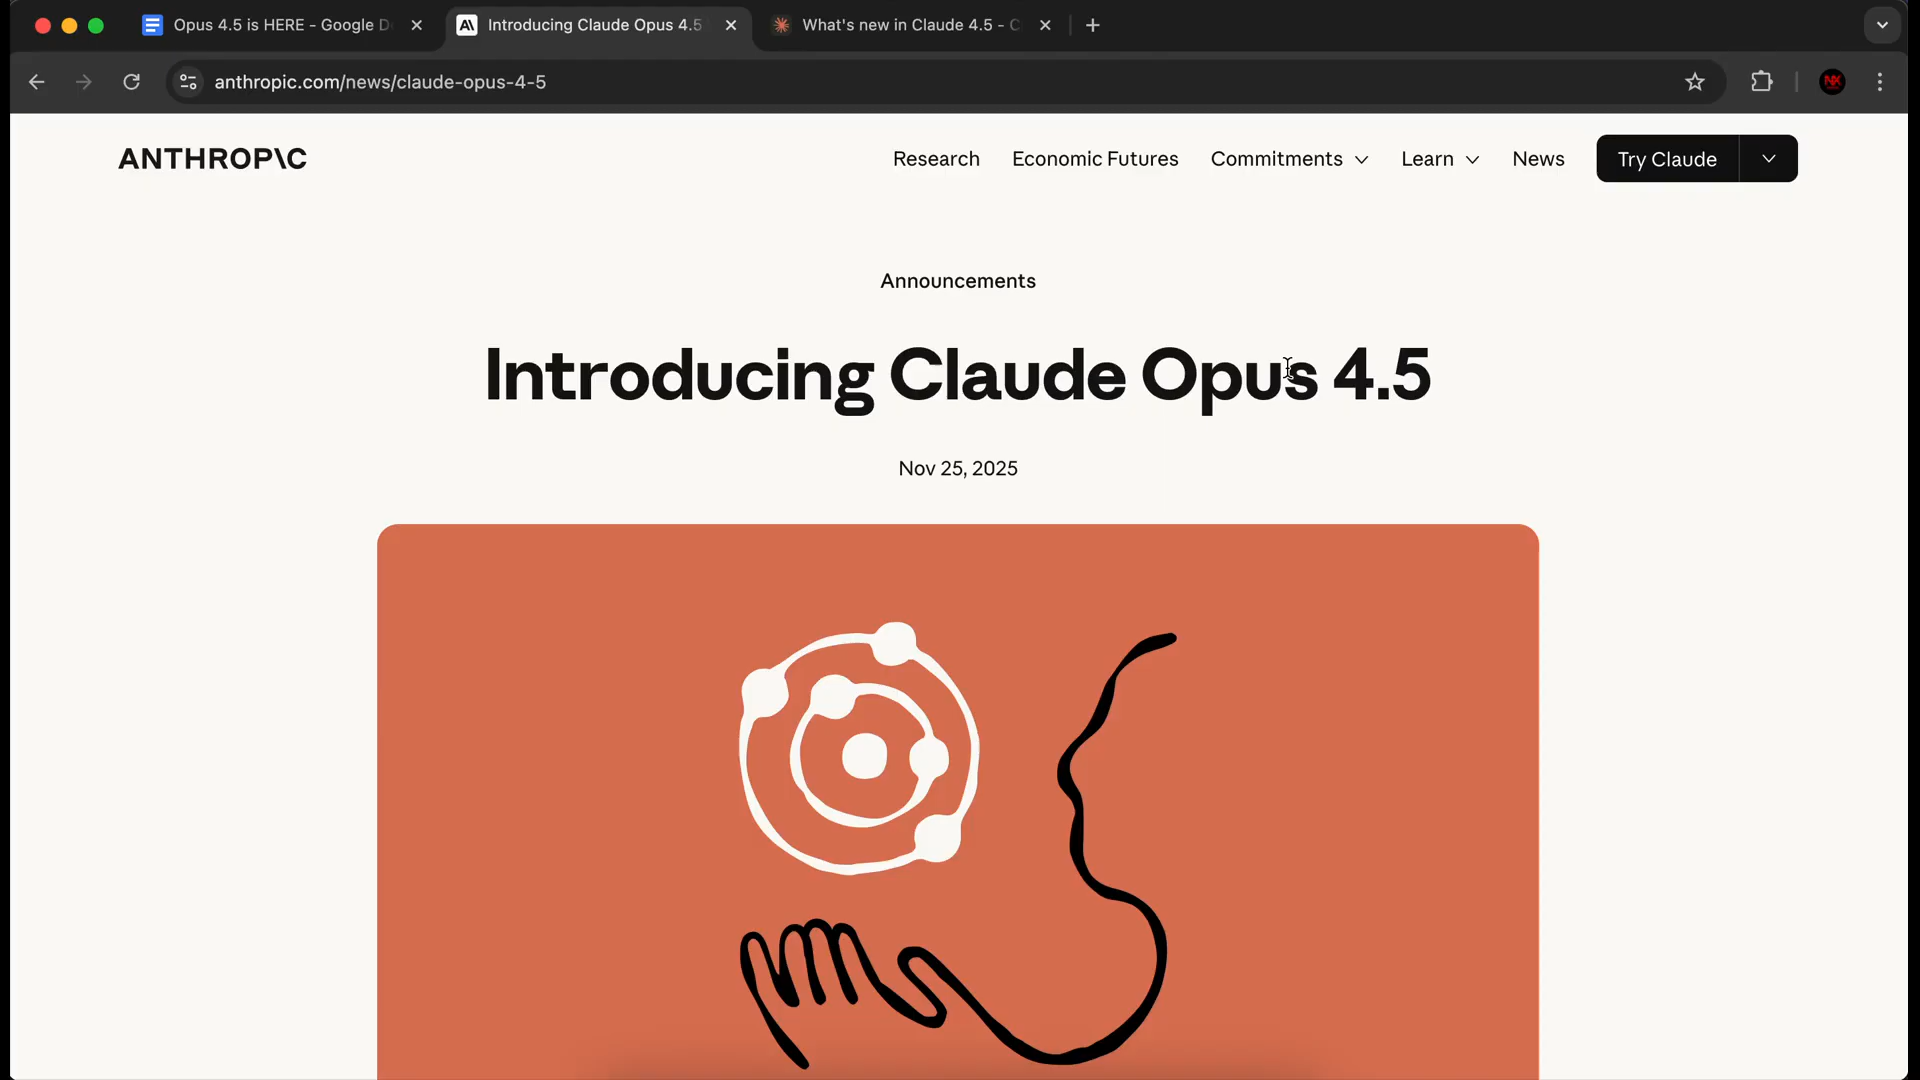 Opus 4.5 is HERE - Google D
Introducing Claude Opus 4.5
What's new in Claude 4.5 - C
anthropic.com/news/claude-opus-4-5
ANTHROP\C
Research
Economic Futures
Commitments
Learn
News
Try Claude
Announcements
Introducing Claude Opus 4.5
Nov 25, 2025